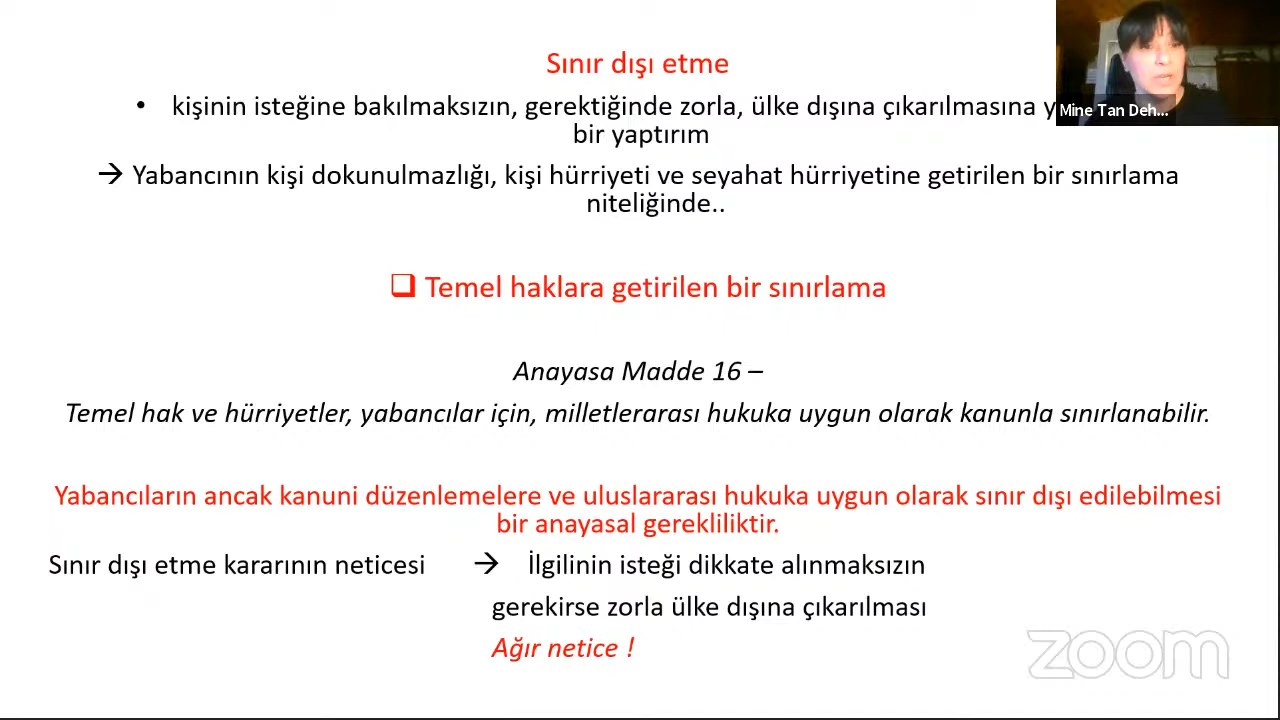 Sınır dışı etme
• kişinin isteğine bakılmaksızın, gerektiğinde zorla, ülke dışına çıkarılmasına
bir yaptırım
→ Yabancının kişi dokunulmazlığı, kişi hürriyeti ve seyahat hürriyetine getirilen bir sınırlama
niteliğinde..
❑ Temel haklara getirilen bir sınırlama
Anayasa Madde 16 –
Temel hak ve hürriyetler, yabancılar için, milletlerarası hukuka uygun olarak kanunla sınırlanabilir.
Yabancıların ancak kanuni düzenlemelere ve uluslararası hukuka uygun olarak sınır dışı edilebilmesi
bir anayasal gerekliliktir.
Sınır dışı etme kararının neticesi → İlgilinin isteği dikkate alınmaksızın
gerekirse zorla ülke dışına çıkarılması
Ağır netice !
Mine Tan Deh...
zoom